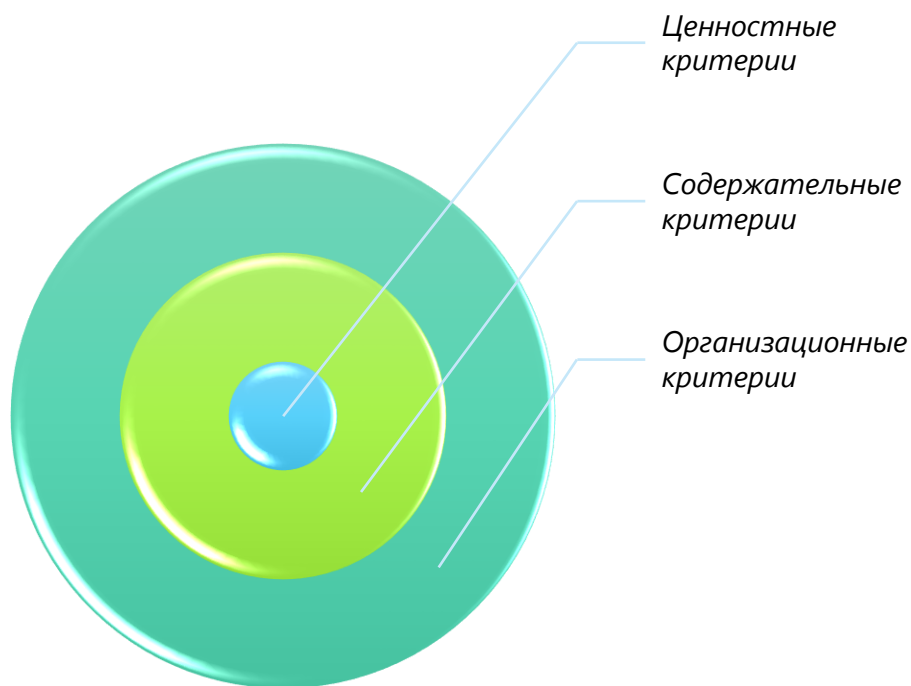 Ценностные
критерии
Содержательные
критерии
Организационные
критерии